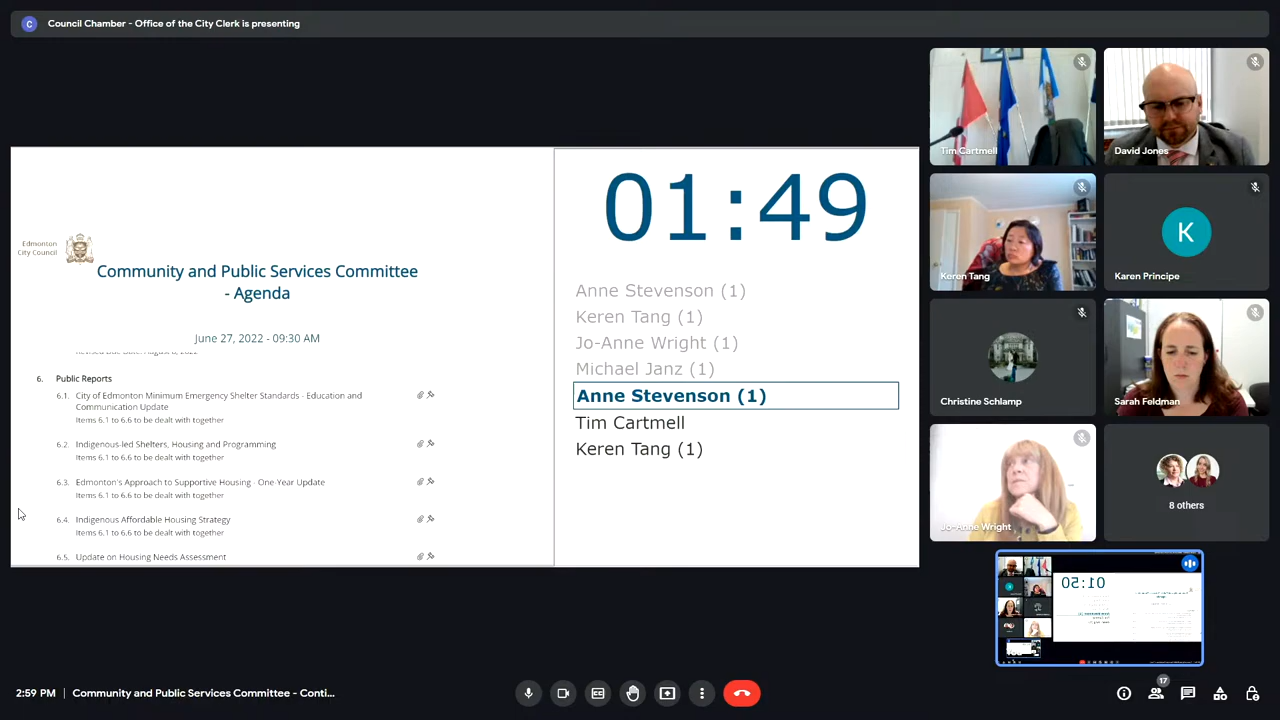 C Council Chamber - Office of the City Clerk is presenting
Edmonton
City Council
Community and Public Services Committee
- Agenda
June 27, 2022 - 09:30 AM
6. Public Reports
6.1. City of Edmonton Minimum Emergency Shelter Standards - Education and
Communication Update
Items 6.1 to 6.6 to be dealt with together
6.2. Indigenous-led Shelters, Housing and Programming
Items 6.1 to 6.6 to be dealt with together
6.3. Edmonton's Approach to Supportive Housing - One-Year Update
Items 6.1 to 6.6 to be dealt with together
6.4. Indigenous Affordable Housing Strategy
Items 6.1 to 6.6 to be dealt with together
6.5. Update on Housing Needs Assessment
01:49
Anne Stevenson (1)
Keren Tang (1)
Jo-Anne Wright (1)
Michael Janz (1)
Anne Stevenson (1)
Tim Cartmell
Keren Tang (1)
Tim Cartmell
David Jones
Keren Tang
K
Karen Principe
Christine Schlamp
Sarah Feldman
Jo-Anne Wright
8 others
01:50
2:59 PM | Community and Public Services Committee - Conti...
17